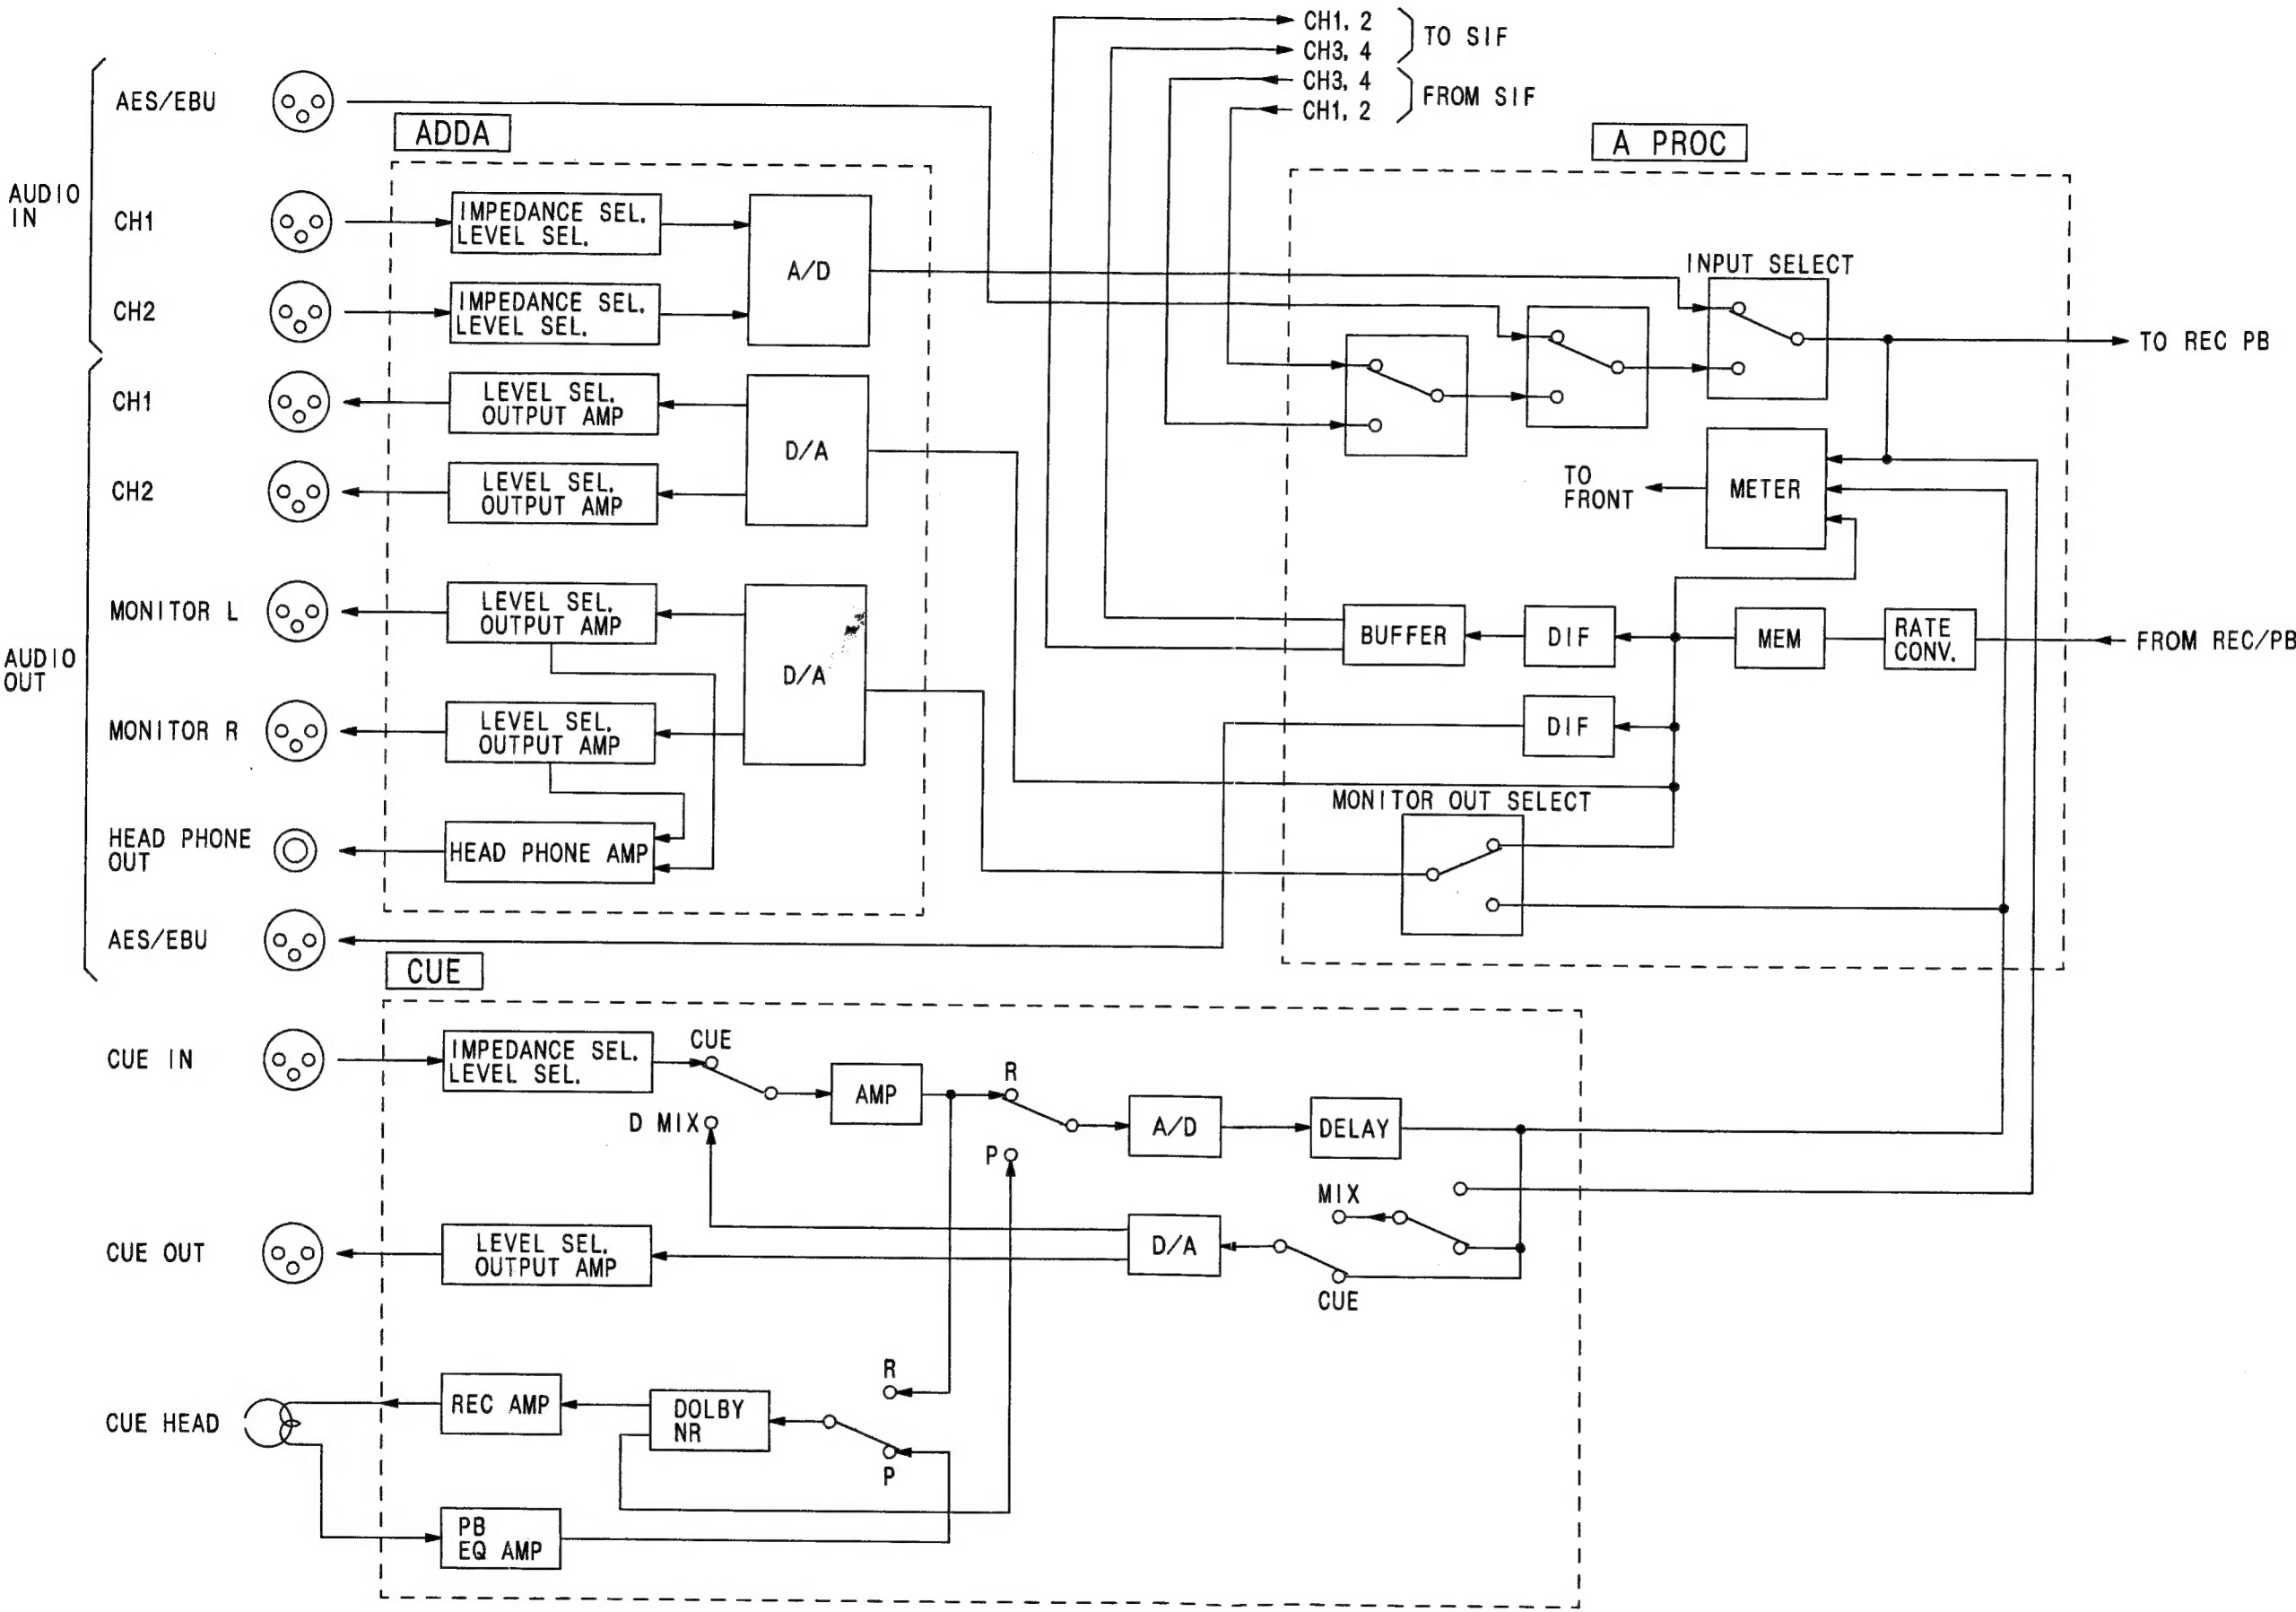 CH1, 2
TO SIF
CH3, 4
CH3, 4
FROM SIF
CH1, 2
AUDIO
IN
AES/EBU
CH1
CH2
ADDA
IMPEDANCE SEL.
LEVEL SEL.
IMPEDANCE SEL.
LEVEL SEL.
A/D
A PROC
INPUT SELECT
TO REC PB
AUDIO
OUT
CH1
LEVEL SEL.
OUTPUT AMP
CH2
LEVEL SEL.
OUTPUT AMP
D/A
TO
FRONT
METER
MONITOR L
LEVEL SEL.
OUTPUT AMP
MONITOR R
LEVEL SEL.
OUTPUT AMP
D/A
BUFFER
DIF
MEM
RATE
CONV.
FROM REC/PB
DIF
MONITOR OUT SELECT
HEAD PHONE
OUT
HEAD PHONE AMP
AES/EBU
CUE
CUE IN
IMPEDANCE SEL.
LEVEL SEL.
CUE
D MIX
AMP
R
P
A/D
DELAY
MIX
CUE OUT
LEVEL SEL.
OUTPUT AMP
D/A
CUE
CUE HEAD
REC AMP
DOLBY
NR
R
P
PB
EQ AMP